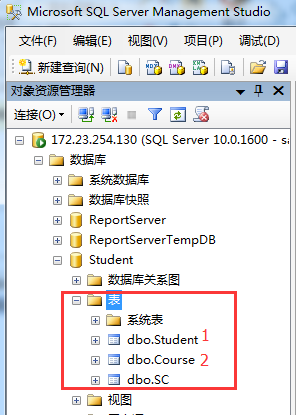 Microsoft SQL Server Management Studio
文件(F) 编辑(E) 视图(V) 项目(P) 调试(D)
新建查询(N)
对象资源管理器
连接(O)
172.23.254.130 (SQL Server 10.0.1600 - sa
数据库
系统数据库
数据库快照
ReportServer
ReportServerTempDB
Student
数据库关系图
表
系统表
dbo.Student 1
dbo.Course 2
dbo.SC
视图